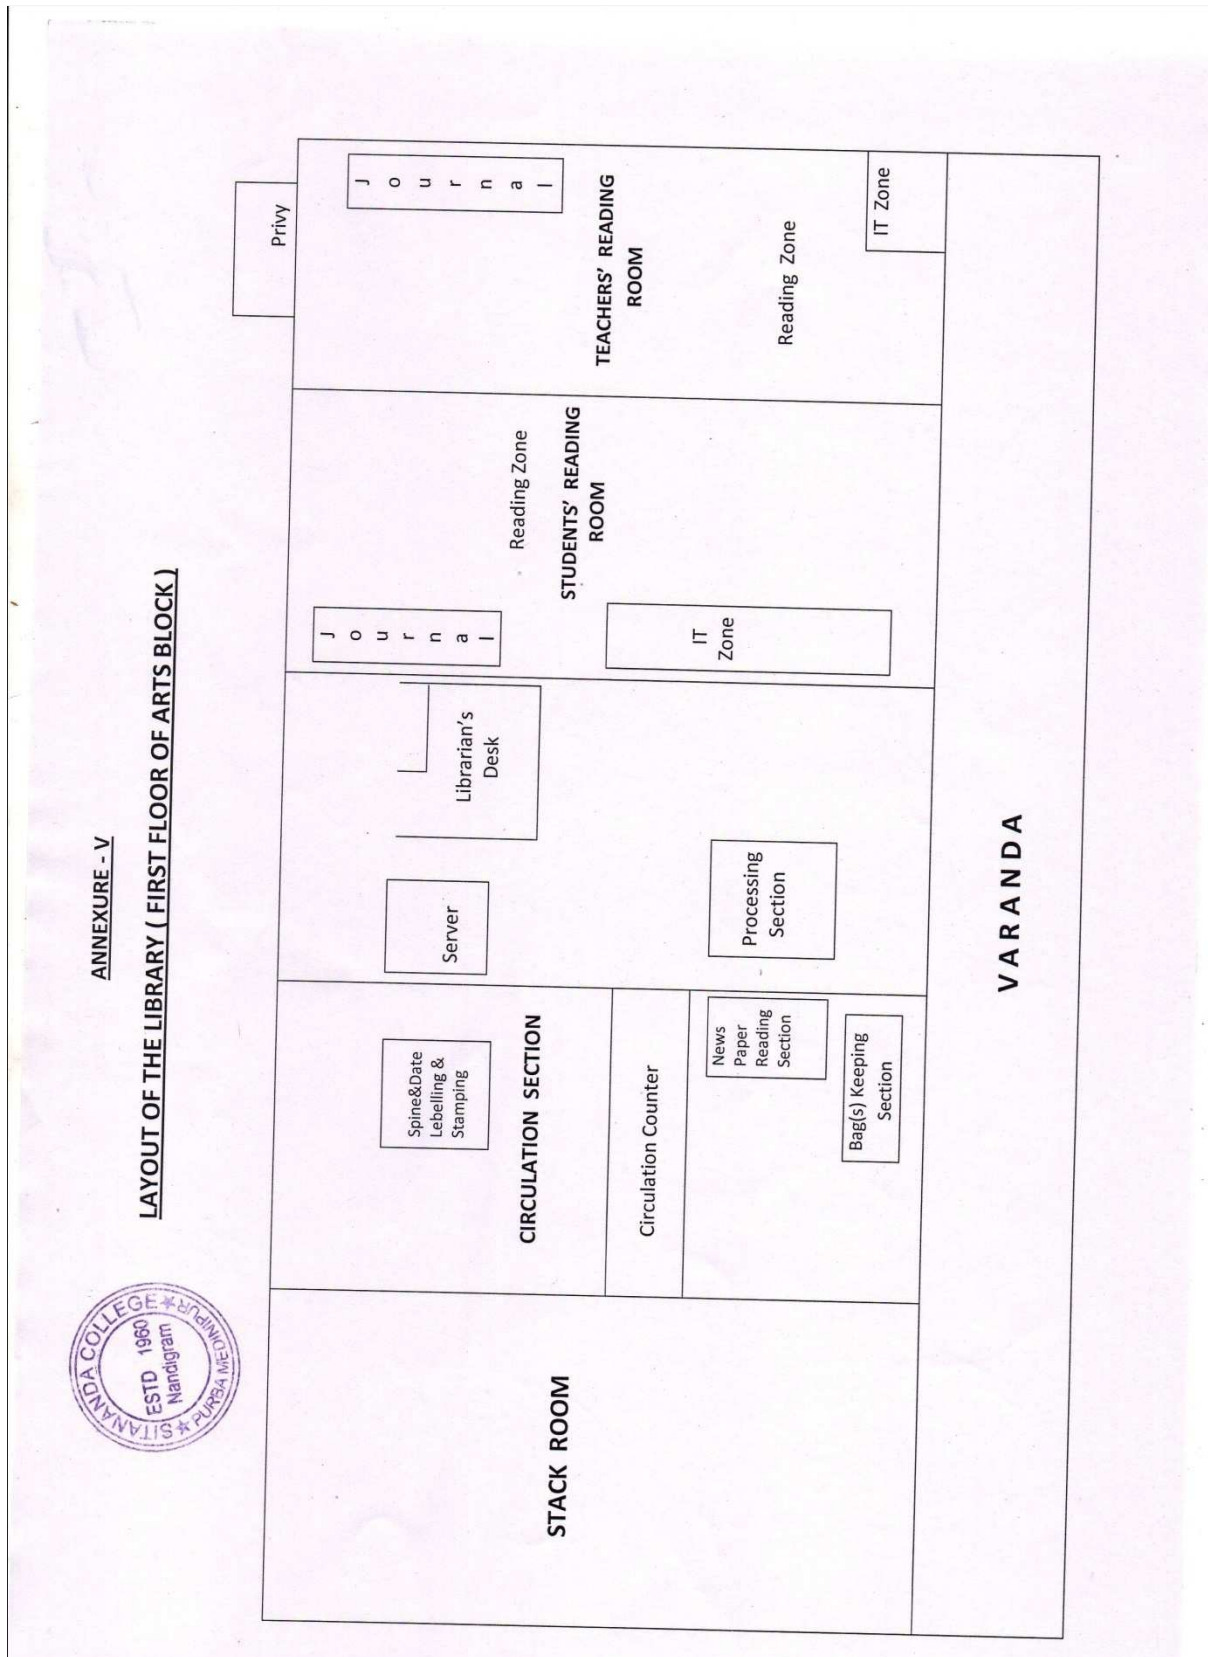 ANNEXURE - V
LAYOUT OF THE LIBRARY ( FIRST FLOOR OF ARTS BLOCK )
SITANANDA COLLEGE
ESTD 1960
Nandigram
★ PURBA MEDINIPUR ★
STACK ROOM
CIRCULATION SECTION
Spine&Date
Lebelling &
Stamping
Circulation Counter
News
Paper
Reading
Section
Bag(s) Keeping
Section
Server
Librarian's
Desk
Processing
Section
Journal
Reading Zone
STUDENTS' READING
ROOM
IT
Zone
Privy
Journal
TEACHERS' READING
ROOM
Reading Zone
IT Zone
VARANDA